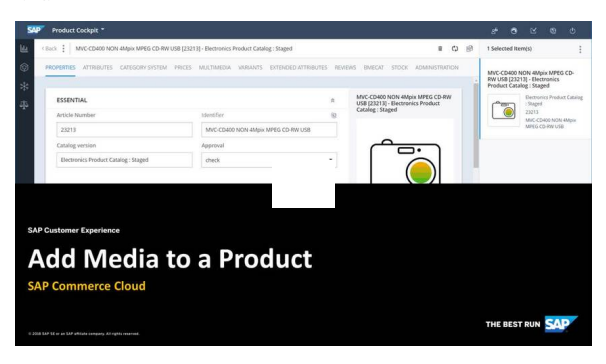 SAP Product Cockpit
Back MVC-CD400 NON 4Mpix MPEG CD-RW USB [23213] - Electronics Product Catalog : Staged
1 Selected Item(s)
PROPERTIES ATTRIBUTES CATEGORY SYSTEM PRICES MULTIMEDIA VARIANTS EXTENDED ATTRIBUTES REVIEWS BMECAT STOCK ADMINISTRATION
ESSENTIAL
Article Number
Identifier
23213
MVC-CD400 NON 4Mpix MPEG CD-RW USB
Catalog version
Approval
Electronics Product Catalog : Staged
check
MVC-CD400 NON 4Mpix MPEG CD-RW
USB [23213] - Electronics Product
Catalog : Staged
MVC-CD400 NON 4Mpix MPEG CD-
RW USB [23213] - Electronics
Product Catalog : Staged
Electronics Product Catalog
: Staged
23213
MVC-CD400 NON 4Mpix
MPEG CD-RW USB
SAP Customer Experience
Add Media to a Product
SAP Commerce Cloud
THE BEST RUN SAP
© 2018 SAP SE or an SAP affiliate company. All rights reserved.